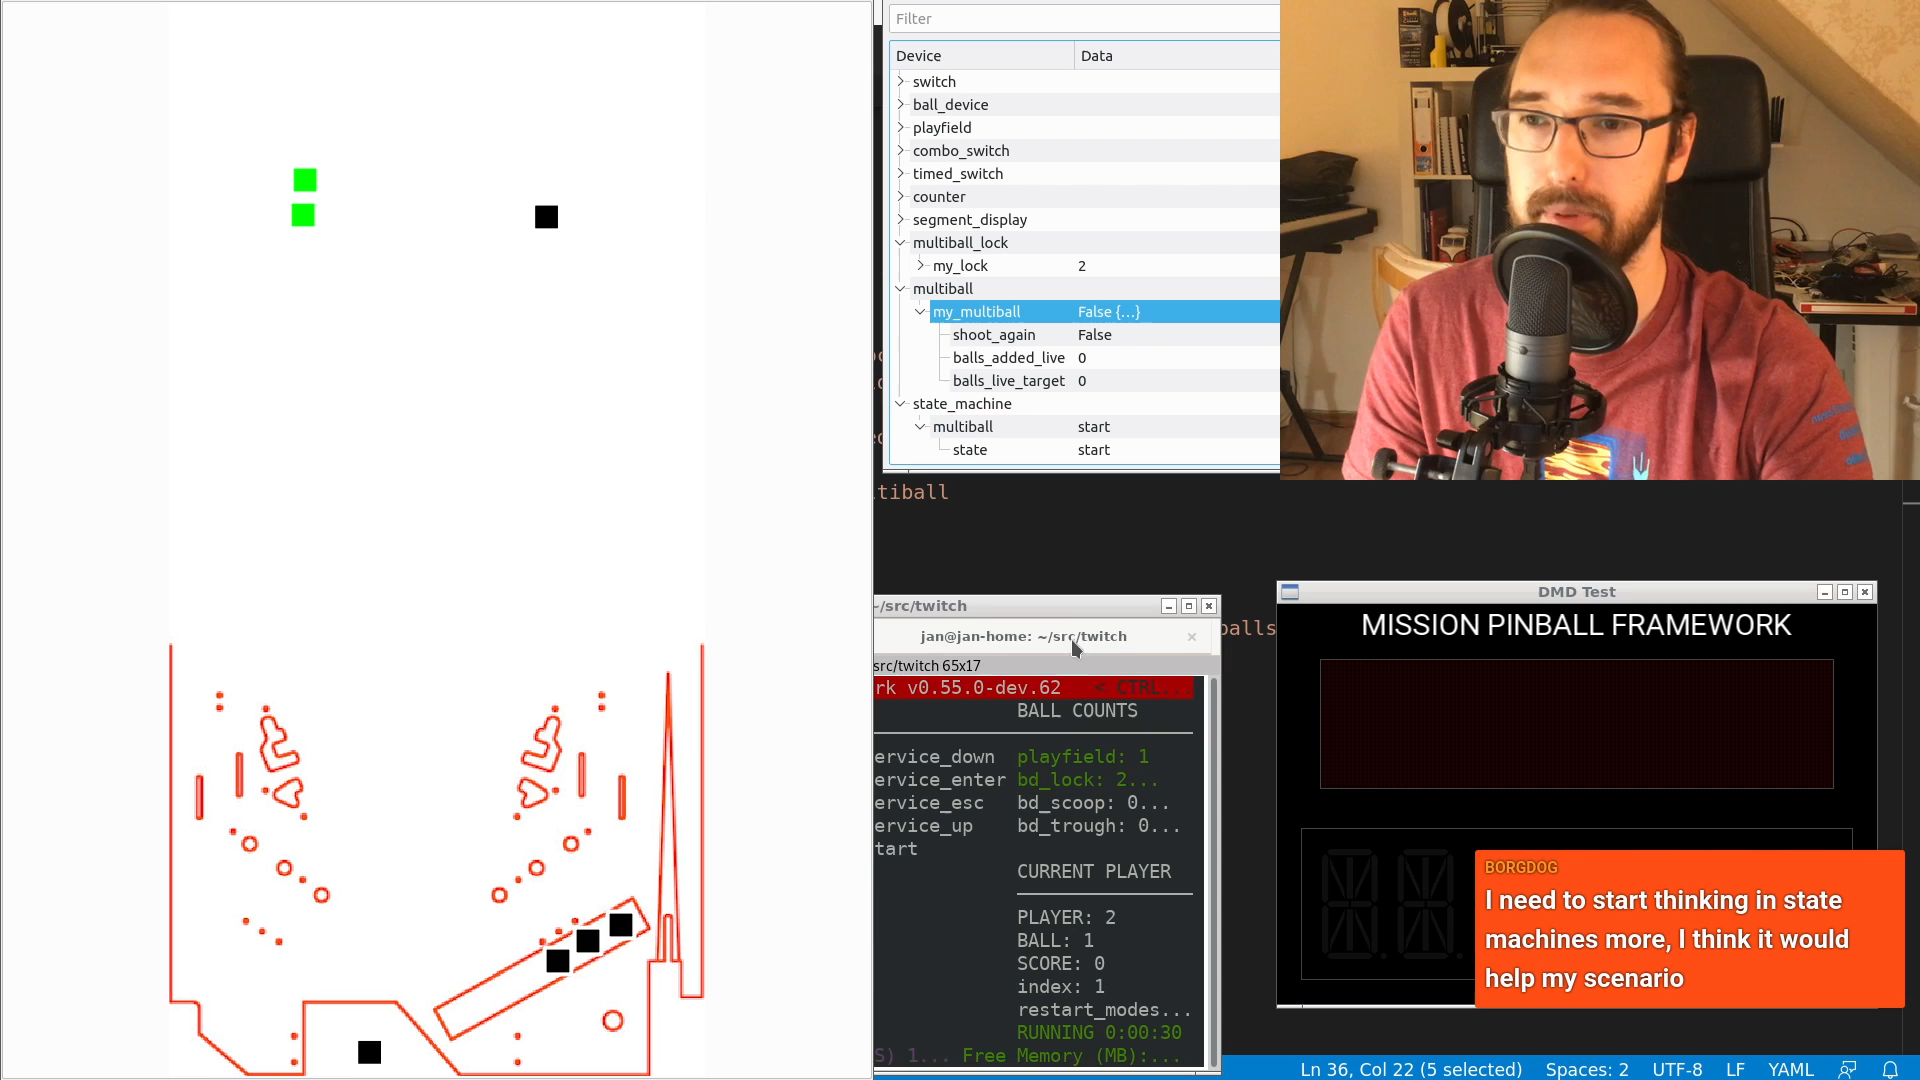 Filter
Device Data
switch
ball_device
playfield
combo_switch
timed_switch
counter
segment_display
multiball_lock
my_lock 2
multiball
my_multiball False {...}
shoot_again False
balls_added_live 0
balls_live_target 0
state_machine
multiball start
state start
tiball
balls
~/src/twitch
jan@jan-home: ~/src/twitch
src/twitch 65x17
rk v0.55.0-dev.62 < CTRL...
BALL COUNTS
ervice_down playfield: 1
ervice_enter bd_lock: 2...
ervice_esc bd_scoop: 0...
ervice_up bd_trough: 0...
tart
CURRENT PLAYER
PLAYER: 2
BALL: 1
SCORE: 0
index: 1
restart_modes...
RUNNING 0:00:30
S) 1... Free Memory (MB):...
DMD Test
MISSION PINBALL FRAMEWORK
BORGDOG
I need to start thinking in state
machines more, I think it would
help my scenario
Ln 36, Col 22 (5 selected) Spaces: 2 UTF-8 LF YAML